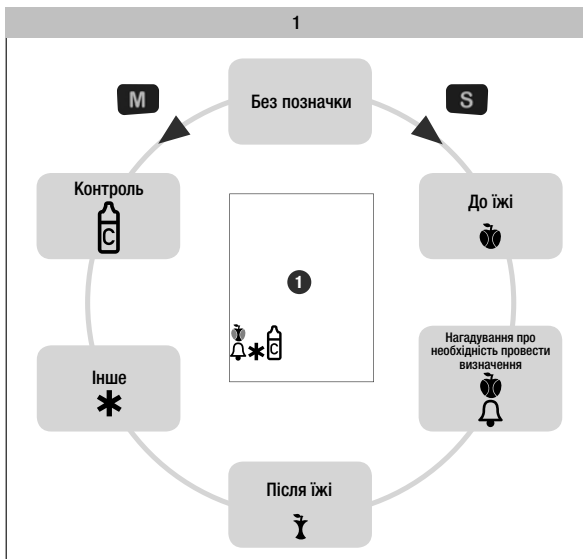 1
M
S
Без позначки
Контроль
C
До їжі
1
C
Нагадування про
необхідність провести
визначення
Інше
Після їжі